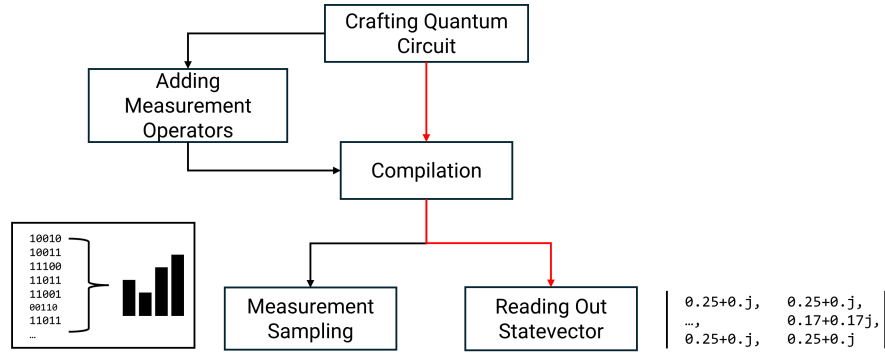 Crafting Quantum
Circuit
Adding
Measurement
Operators
Compilation
10010
10011
11100
11011
11001
00110
11011
…
Measurement
Sampling
Reading Out
Statevector
0.25+0.j, 0.25+0.j,
…, 0.17+0.17j,
0.25+0.j, 0.25+0.j